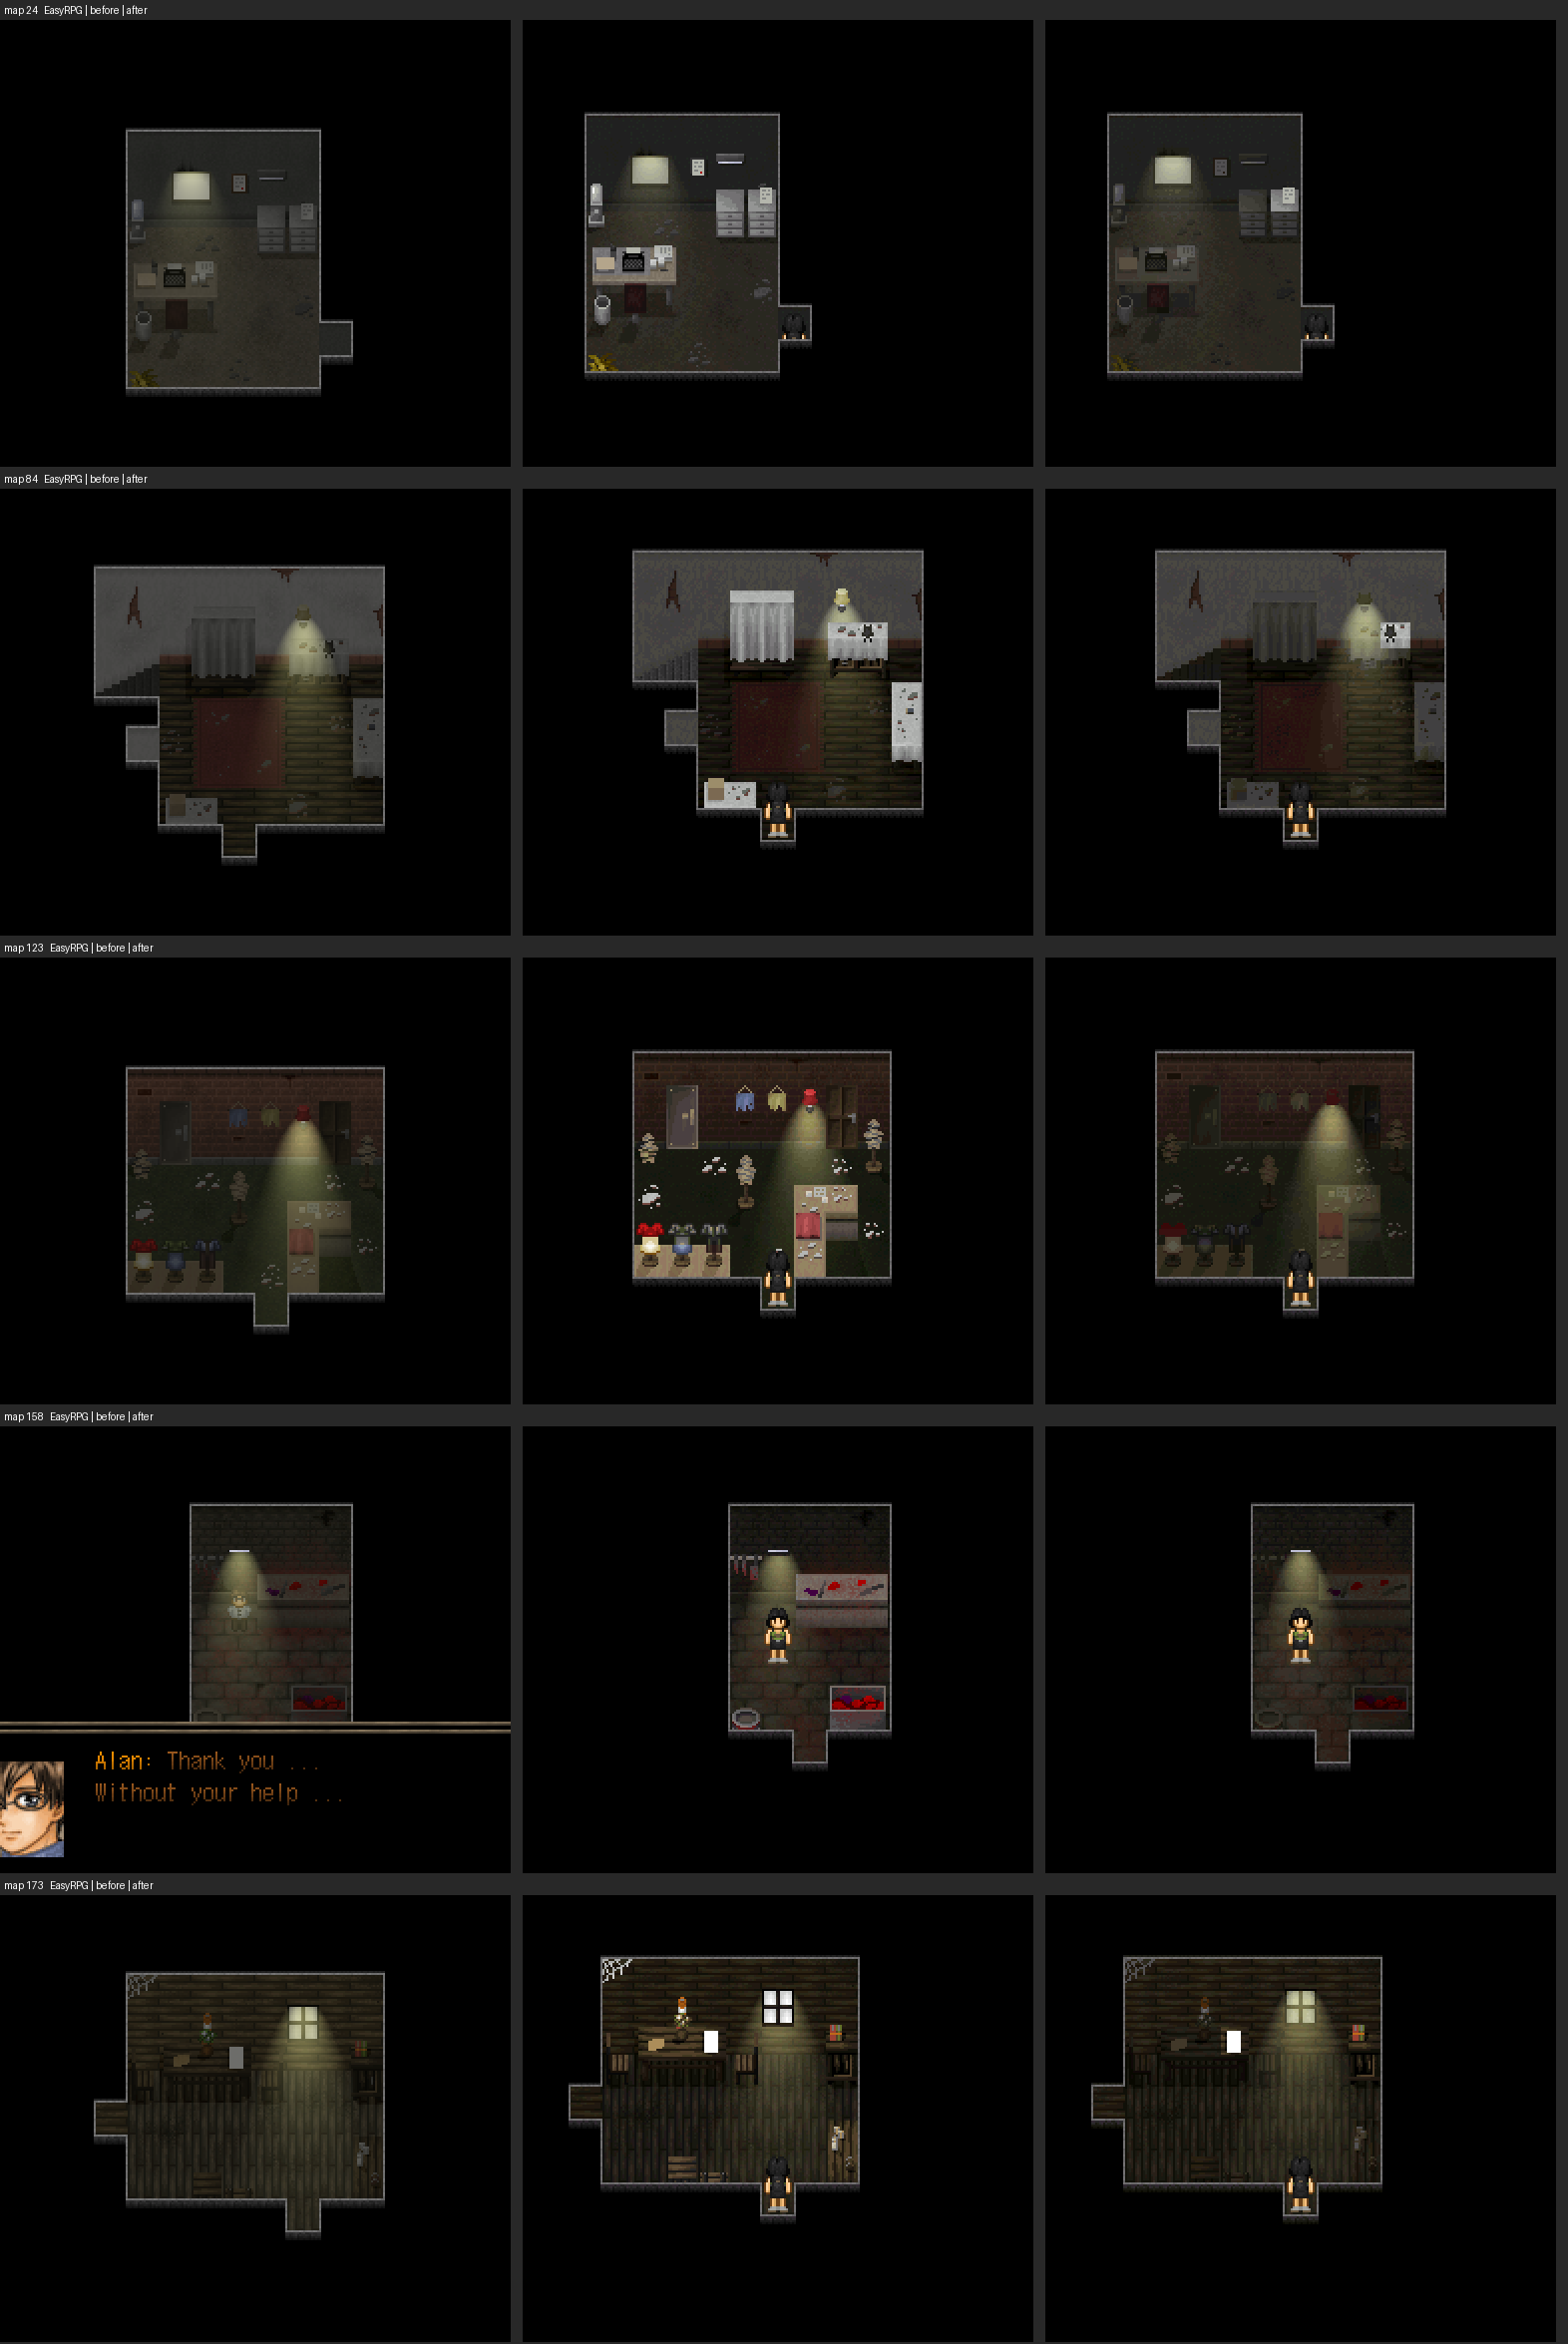 map 24 EasyRPG | before | after
map 84 EasyRPG | before | after
map 123 EasyRPG | before | after
map 158 EasyRPG | before | after
Alan: Thank you ...
Without your help ...
map 173 EasyRPG | before | after